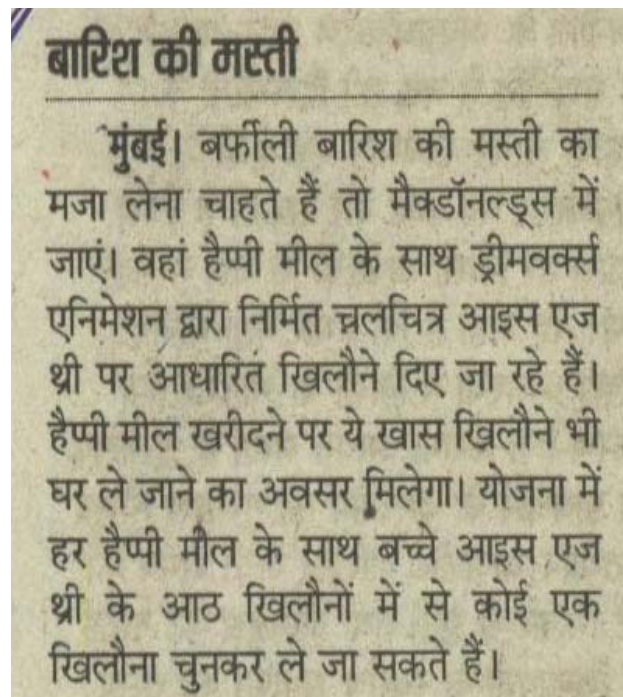 बारिश की मस्ती
मुंबई। बर्फीली बारिश की मस्ती का
मजा लेना चाहते हैं तो मैक्डॉनल्ड्स में
जाएं। वहां हैप्पी मील के साथ ड्रीमवर्क्स
एनिमेशन द्वारा निर्मित चलचित्र आइस एज
थ्री पर आधारित खिलौने दिए जा रहे हैं।
हैप्पी मील खरीदने पर ये खास खिलौने भी
घर ले जाने का अवसर मिलेगा। योजना में
हर हैप्पी मील के साथ बच्चे आइस एज
थ्री के आठ खिलौनों में से कोई एक
खिलौना चुनकर ले जा सकते हैं।